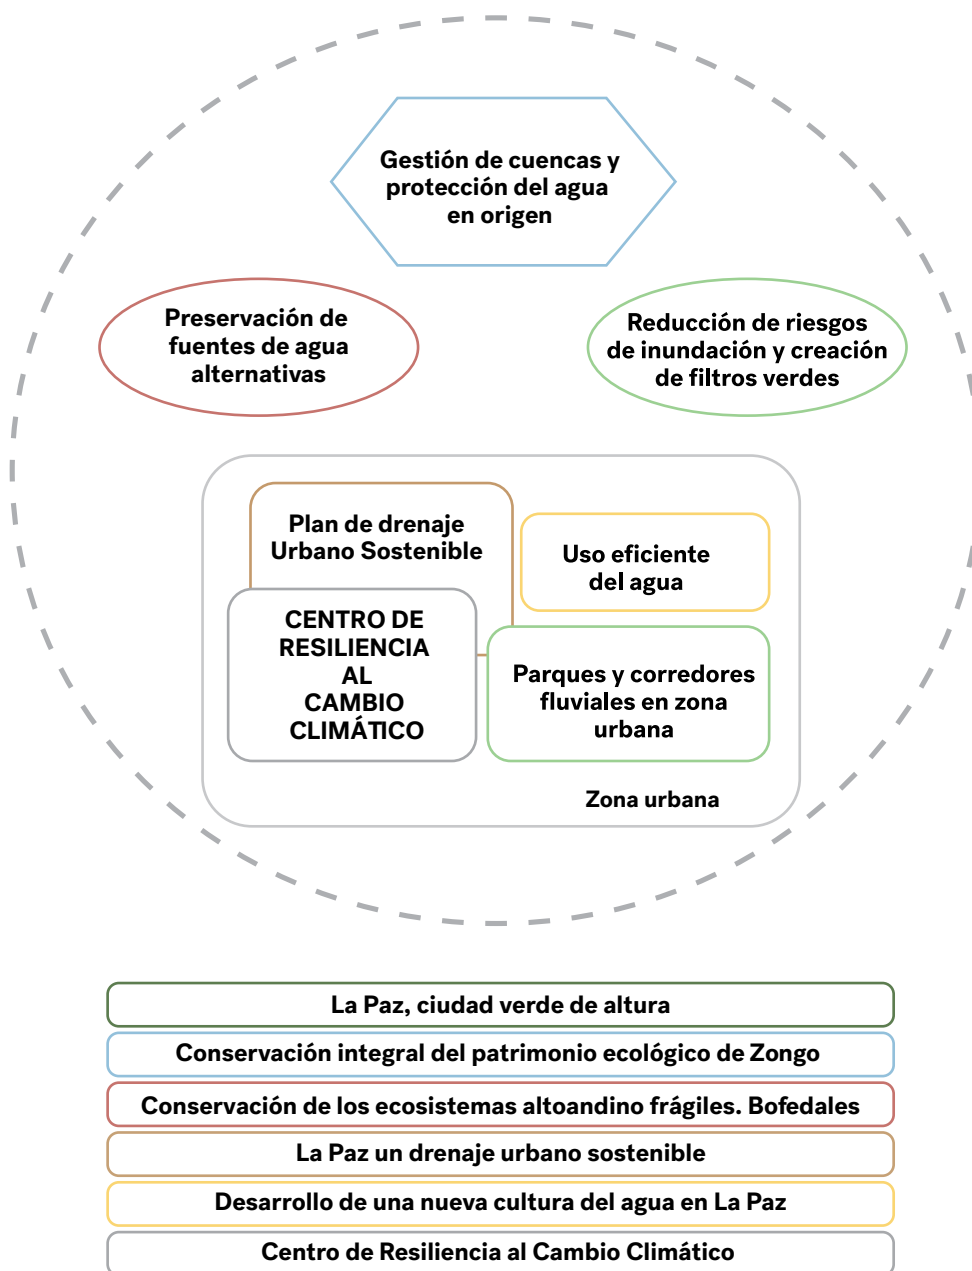 Gestión de cuencas y
protección del agua
en origen
Preservación de
fuentes de agua
alternativas
Reducción de riesgos
de inundación y creación
de filtros verdes
Plan de drenaje
Urbano Sostenible
Uso eficiente
del agua
CENTRO DE
RESILIENCIA
AL
CAMBIO
CLIMÁTICO
Parques y corredores
fluviales en zona
urbana
Zona urbana
La Paz, ciudad verde de altura
Conservación integral del patrimonio ecológico de Zongo
Conservación de los ecosistemas altoandino frágiles. Bofedales
La Paz un drenaje urbano sostenible
Desarrollo de una nueva cultura del agua en La Paz
Centro de Resiliencia al Cambio Climático